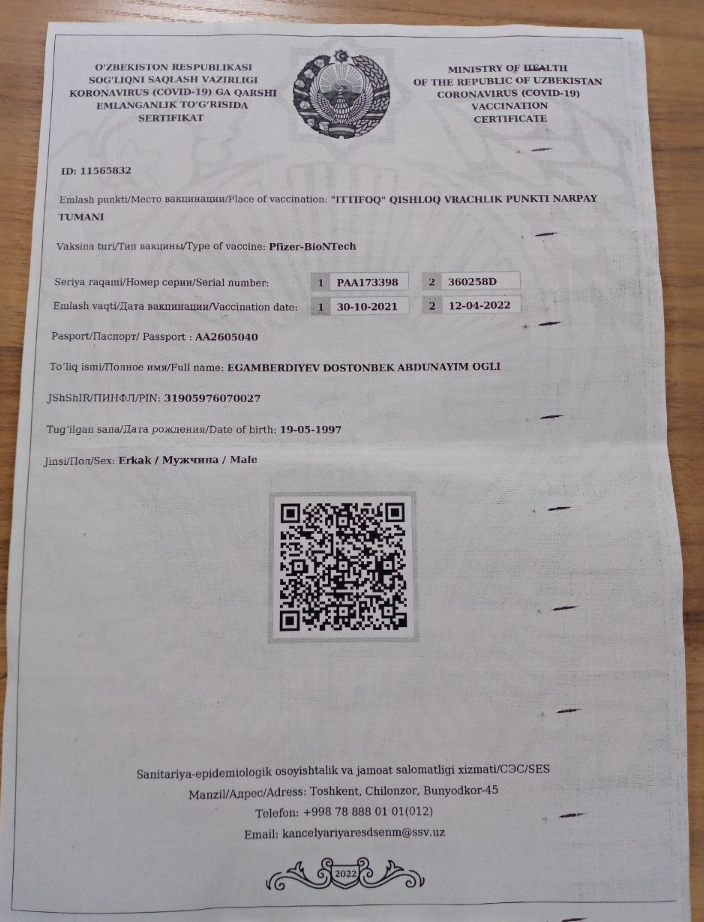 O'ZBEKISTON RESPUBLIKASI
SOG'LIQNI SAQLASH VAZIRLIGI
KORONAVIRUS (COVID-19) GA QARSHI
EMLANGANLIK TO'G'RISIDA
SERTIFIKAT
MINISTRY OF HEALTH
OF THE REPUBLIC OF UZBEKISTAN
CORONAVIRUS (COVID-19)
VACCINATION
CERTIFICATE
ID: 11565832
Emlash punkti/Место вакцинации/Place of vaccination: "ITTIFOQ" QISHLOQ VRACHLIK PUNKTI NARPAY
TUMANI
Vaksina turi/Тип вакцины/Type of vaccine: Pfizer-BioNTech
Seriya raqami/Номер серии/Serial number: 1 PAA173398 2 360258D
Emlash vaqti/Дата вакцинации/Vaccination date: 1 30-10-2021 2 12-04-2022
Pasport/Паспорт/ Passport : AA2605040
To'liq ismi/Полное имя/Full name: EGAMBERDIYEV DOSTONBEK ABDUNAYIM OGLI
JShShIR/ПИНФЛ/PIN: 31905976070027
Tug'ilgan sana/Дата рождения/Date of birth: 19-05-1997
Jinsi/Пол/Sex: Erkak / Мужчина / Male
Sanitariya-epidemiologik osoyishtalik va jamoat salomatligi xizmati/СЭС/SES
Manzil/Адрес/Adress: Toshkent, Chilonzor, Bunyodkor-45
Telefon: +998 78 888 01 01(012)
Email: kancelyariyaresdsenm@ssv.uz
2022